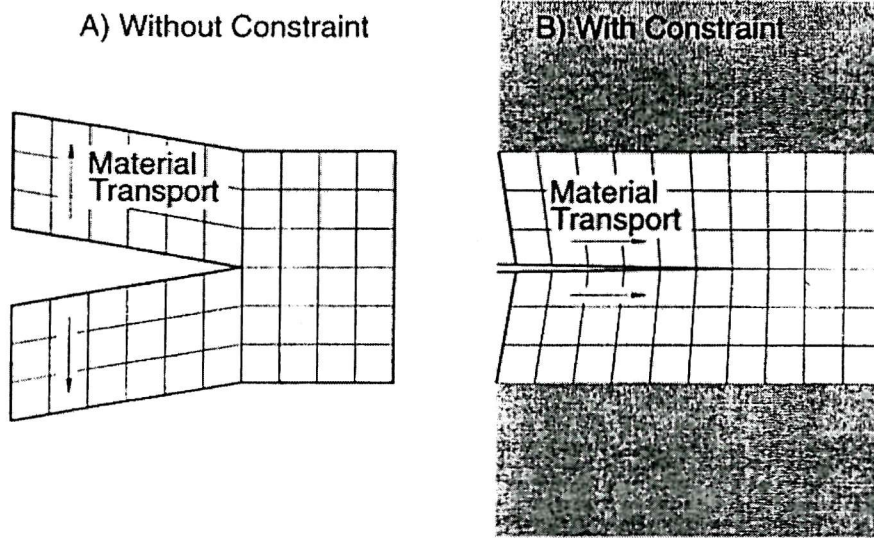 A) Without Constraint
Material
Transport
B) With Constraint
Material
Transport